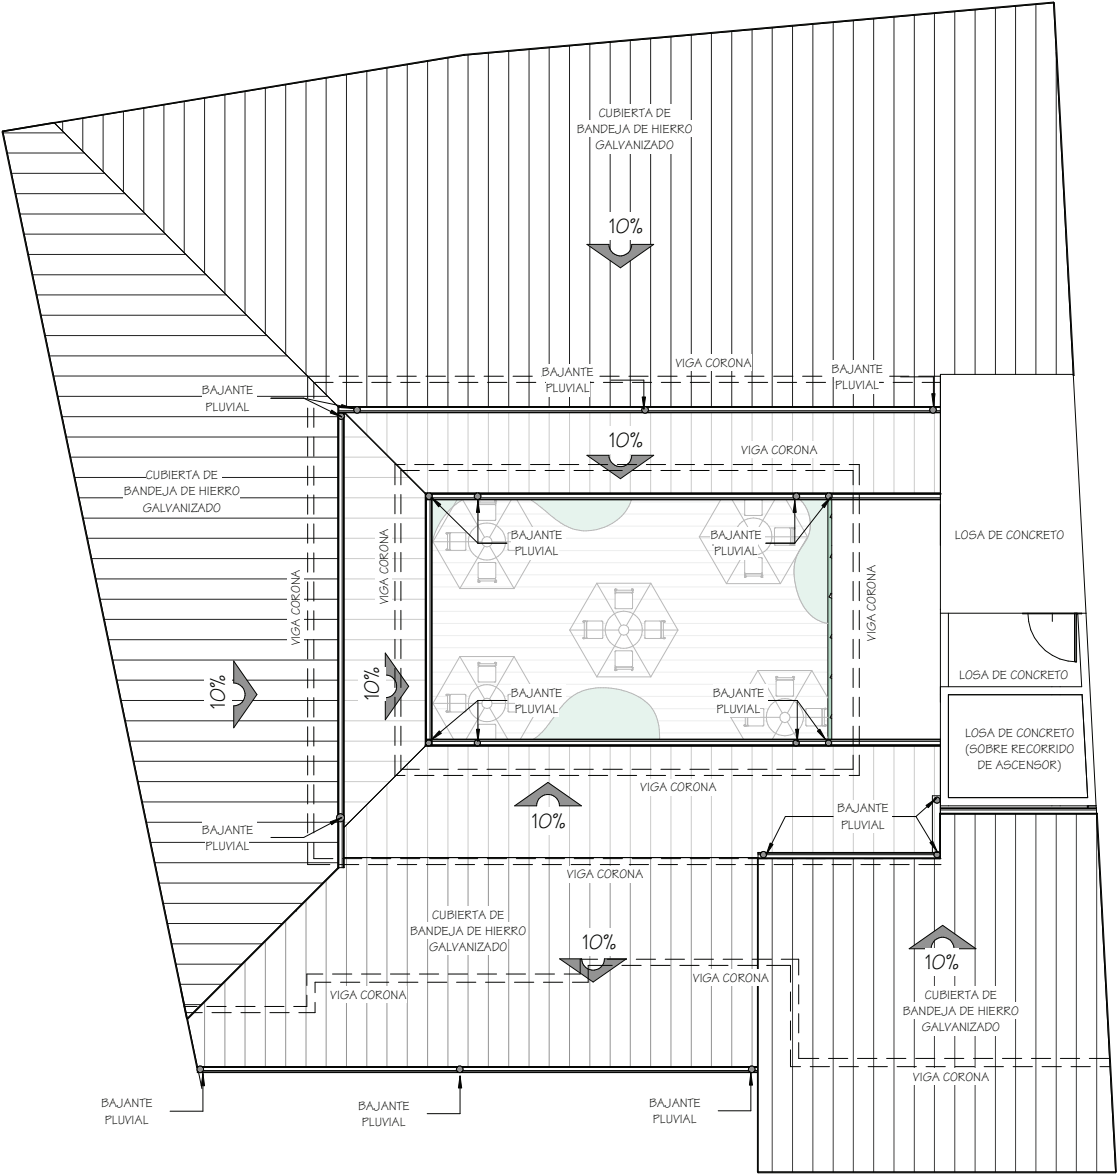 CUBIERTA DE
BANDEJA DE HIERRO
GALVANIZADO
10%
VIGA CORONA
BAJANTE
PLUVIAL
BAJANTE
PLUVIAL
BAJANTE
PLUVIAL
10%
VIGA CORONA
CUBIERTA DE
BANDEJA DE HIERRO
GALVANIZADO
BAJANTE
PLUVIAL
BAJANTE
PLUVIAL
LOSA DE CONCRETO
VIGA CORONA
VIGA CORONA
VIGA CORONA
10%
10%
LOSA DE CONCRETO
BAJANTE
PLUVIAL
BAJANTE
PLUVIAL
LOSA DE CONCRETO
(SOBRE RECORRIDO
DE ASCENSOR)
VIGA CORONA
10%
BAJANTE
PLUVIAL
BAJANTE
PLUVIAL
VIGA CORONA
CUBIERTA DE
BANDEJA DE HIERRO
GALVANIZADO
10%
10%
VIGA CORONA
VIGA CORONA
CUBIERTA DE
BANDEJA DE HIERRO
GALVANIZADO
VIGA CORONA
BAJANTE
PLUVIAL
BAJANTE
PLUVIAL
BAJANTE
PLUVIAL